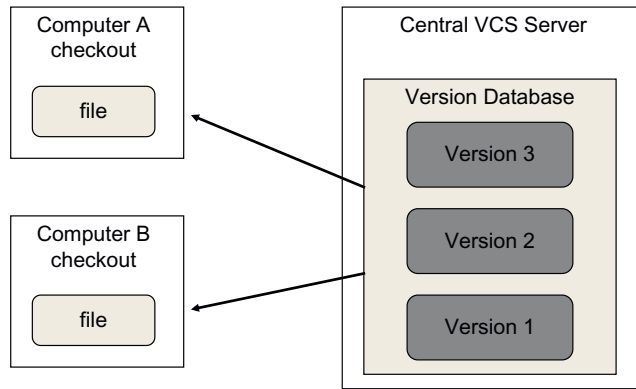 Computer A
checkout
file
Central VCS Server
Version Database
Version 3
Version 2
Version 1
Computer B
checkout
file